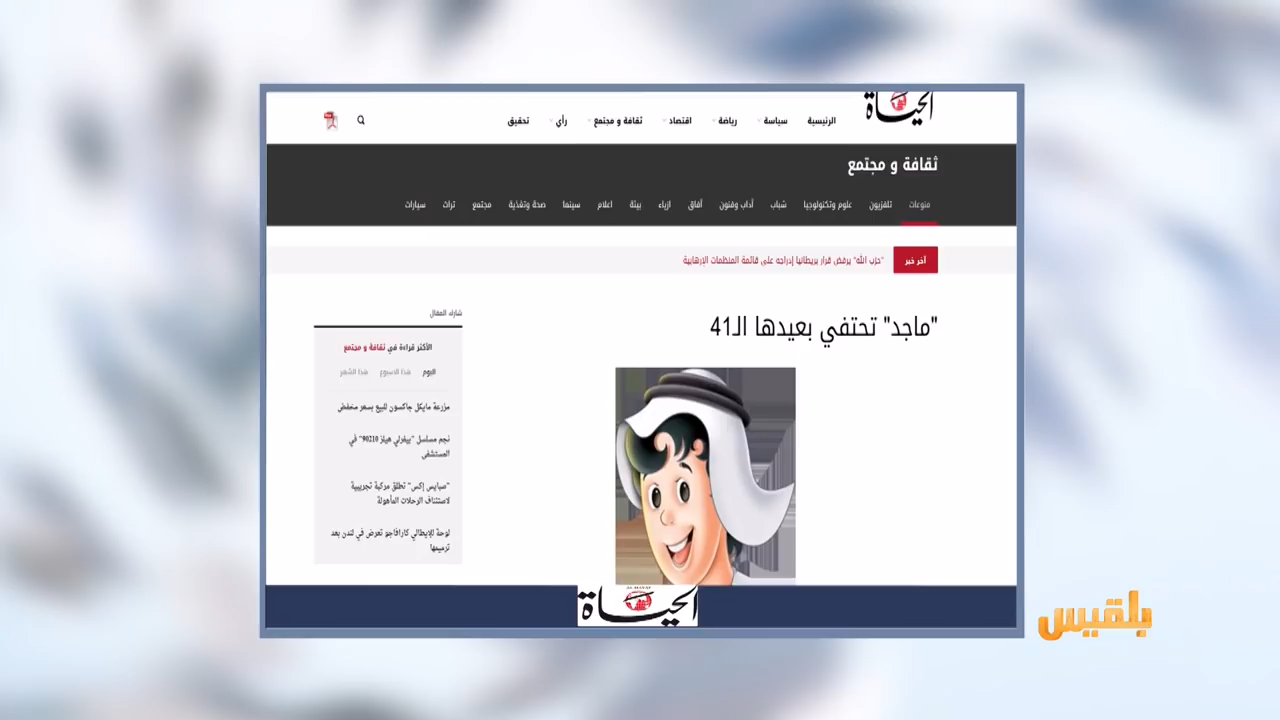 الحياة
الرئيسية سياسة رياضة اقتصاد ثقافة و مجتمع رأي تحقيق
ثقافة و مجتمع
منوعات تلفزيون علوم وتكنولوجيا شباب آداب وفنون آفاق ازياء بيئة اعلام سينما صحة وتغذية مجتمع تراث سيارات
آخر خبر "حزب الله" يرفض قرار بريطانيا إدراجه على قائمة المنظمات الإرهابية
"ماجد" تحتفي بعيدها الـ41
شارك المقال
الأكثر قراءة في ثقافة و مجتمع
اليوم هذا الاسبوع هذا الشهر
مزرعة مايكل جاكسون للبيع بسعر مخفض
نجم مسلسل "بيفرلي هيلز 90210" في
المستشفى
"سبايس إكس" تطلق مركبة تجريبية
لاستئناف الرحلات المأهولة
لوحة للإيطالي كارافاجو تعرض في لندن بعد
ترميمها
الحياة
بلقيس